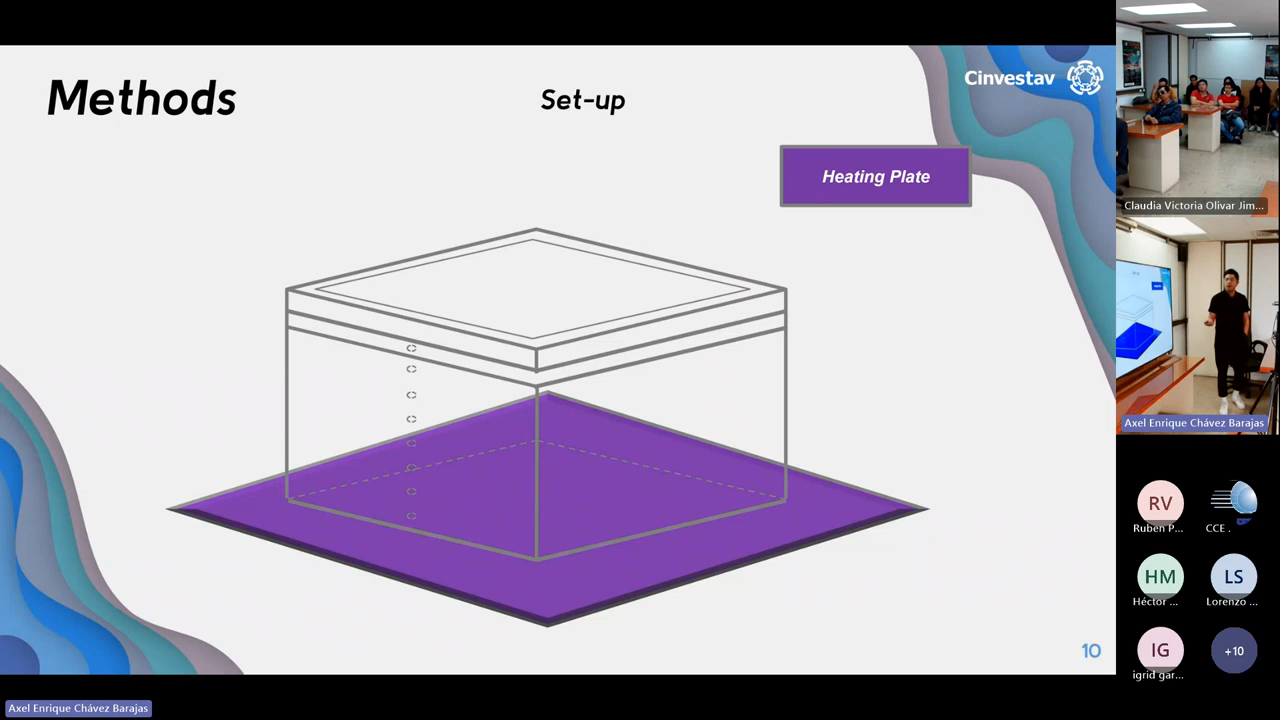 Methods
Set-up
Cinvestav
Heating Plate
10
Claudia Victoria Olivar Jim...
Axel Enrique Chávez Barajas
RV
Ruben P...
CCE .
HM
Héctor ...
LS
Lorenzo ...
IG
igrid gar...
+10
Axel Enrique Chávez Barajas